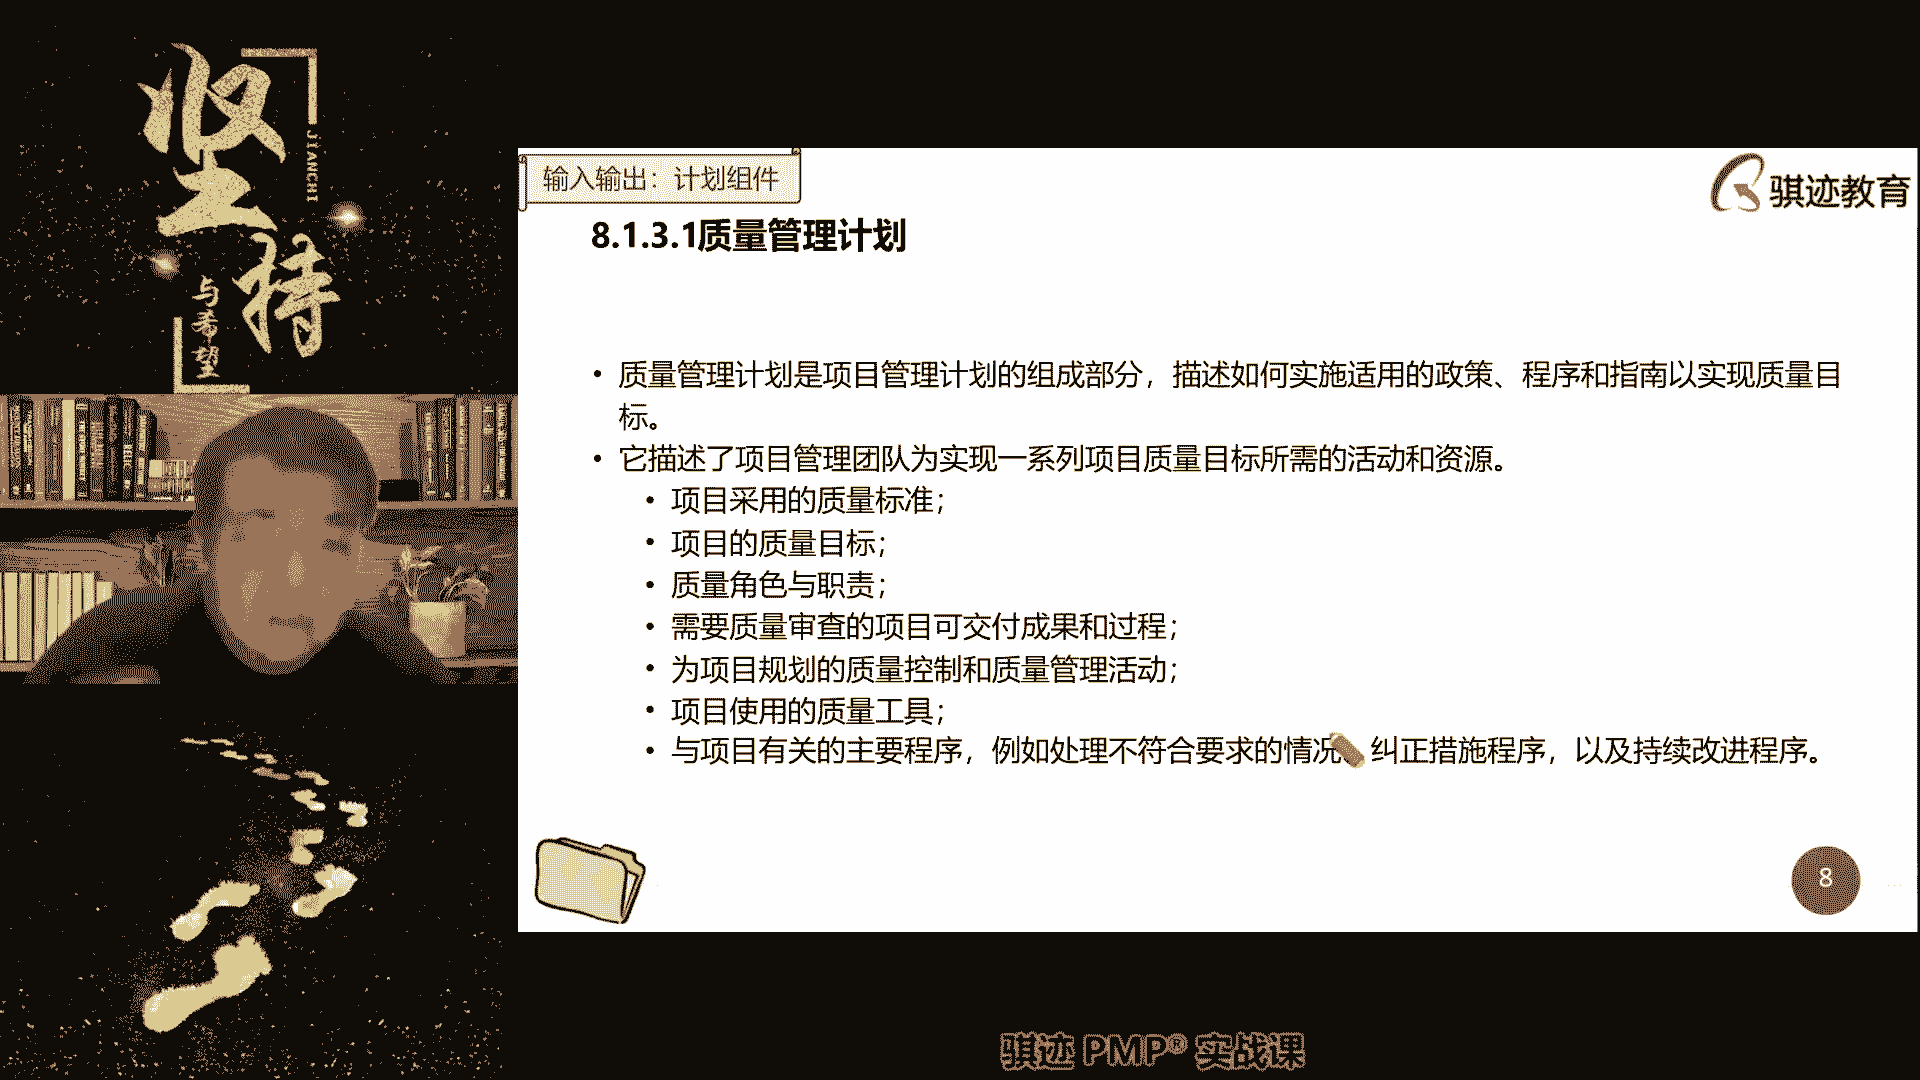 坚持
JIANCHI
与希望
输入输出：计划组件
骐迹教育
8.1.3.1质量管理计划
• 质量管理计划是项目管理计划的组成部分，描述如何实施适用的政策、程序和指南以实现质量目
标。
• 它描述了项目管理团队为实现一系列项目质量目标所需的活动和资源。
• 项目采用的质量标准；
• 项目的质量目标；
• 质量角色与职责；
• 需要质量审查的项目可交付成果和过程；
• 为项目规划的质量控制和质量管理活动；
• 项目使用的质量工具；
• 与项目有关的主要程序，例如处理不符合要求的情况 纠正措施程序，以及持续改进程序。
8
骐迹 PMP® 实战课